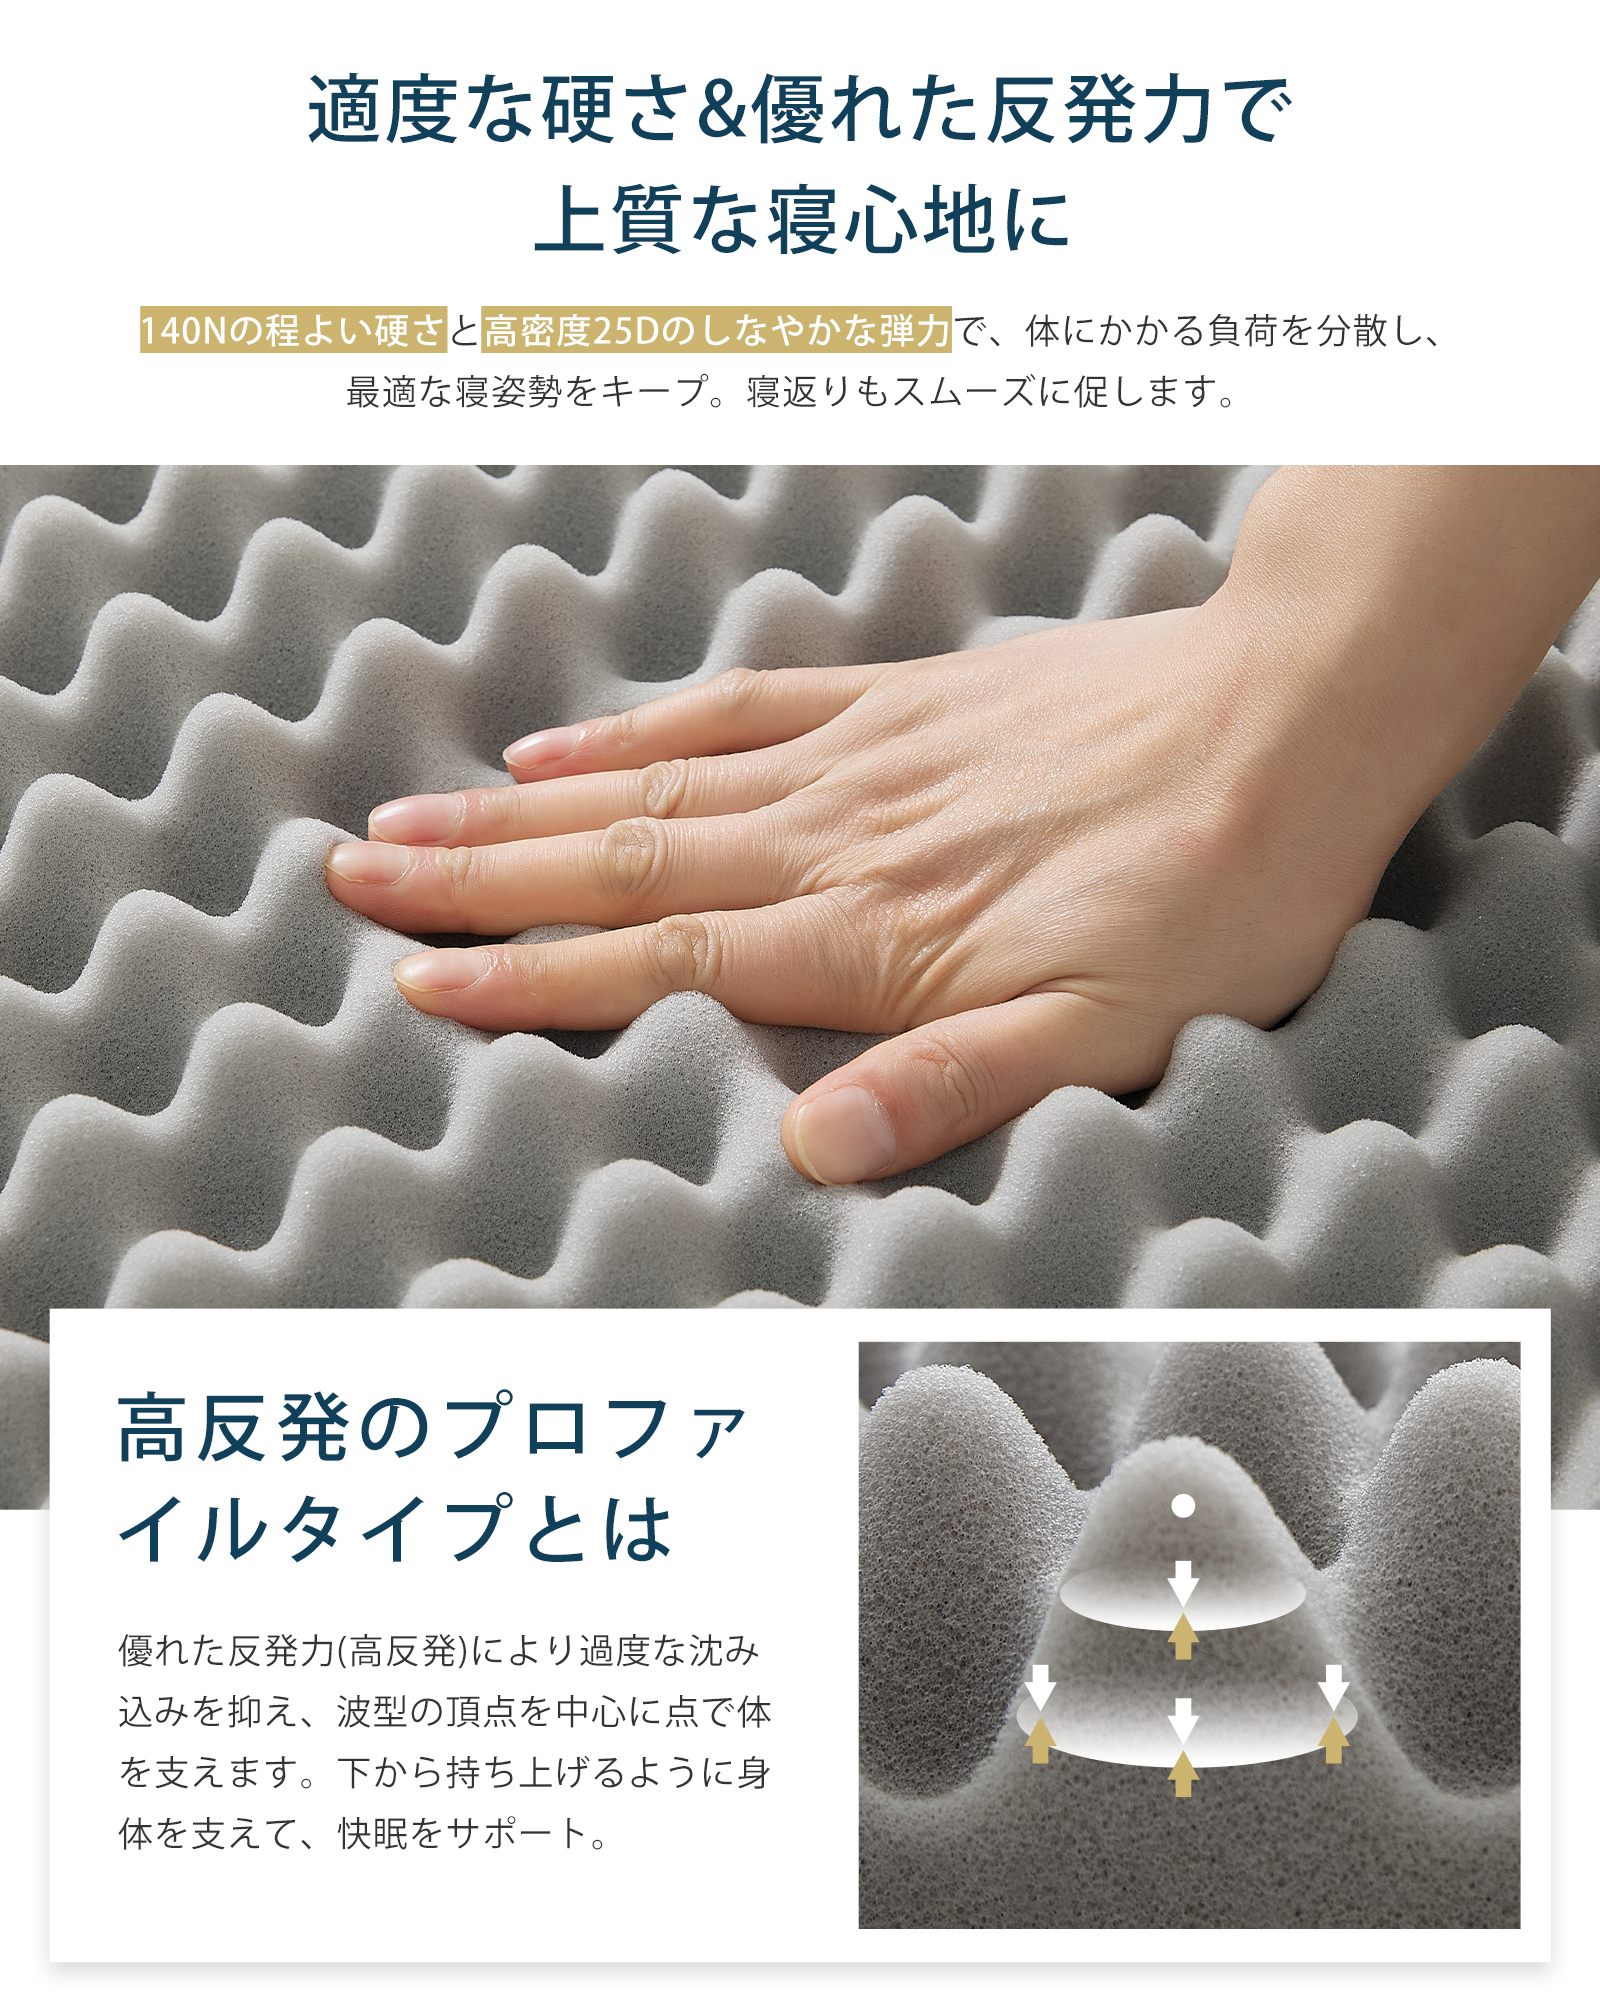 適度な硬さ&優れた反発力で
上質な寝心地に
140Nの程よい硬さと高密度25Dのしなやかな弾力で、体にかかる負荷を分散し、
最適な寝姿勢をキープ。寝返りもスムーズに促します。
高反発のプロファ
イルタイプとは
優れた反発力(高反発)により過度な沈み
込みを抑え、波型の頂点を中心に点で体
を支えます。下から持ち上げるように身
体を支えて、快眠をサポート。